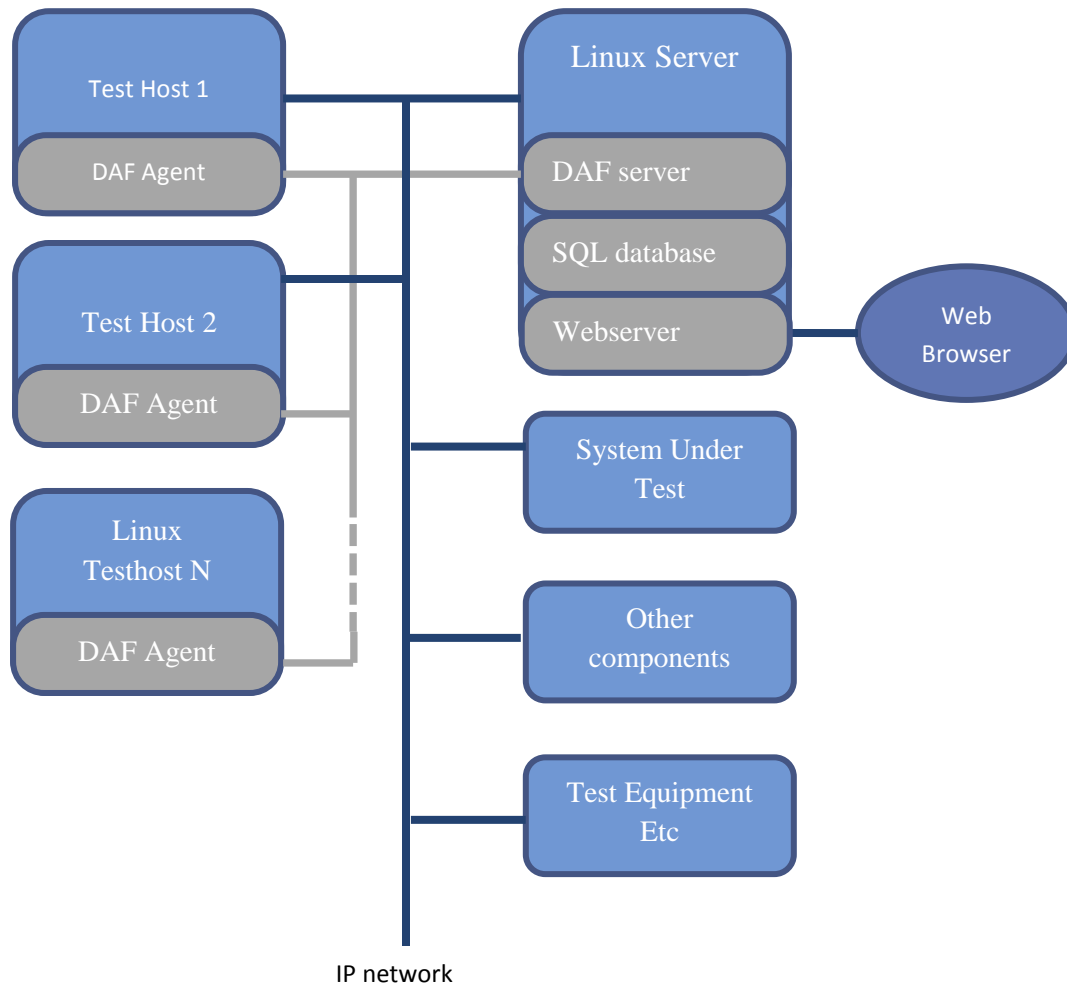 Test Host 1
DAF Agent
Test Host 2
DAF Agent
Linux
Testhost N
DAF Agent
Linux Server
DAF server
SQL database
Webserver
Web
Browser
System Under
Test
Other
components
Test Equipment
Etc
IP network